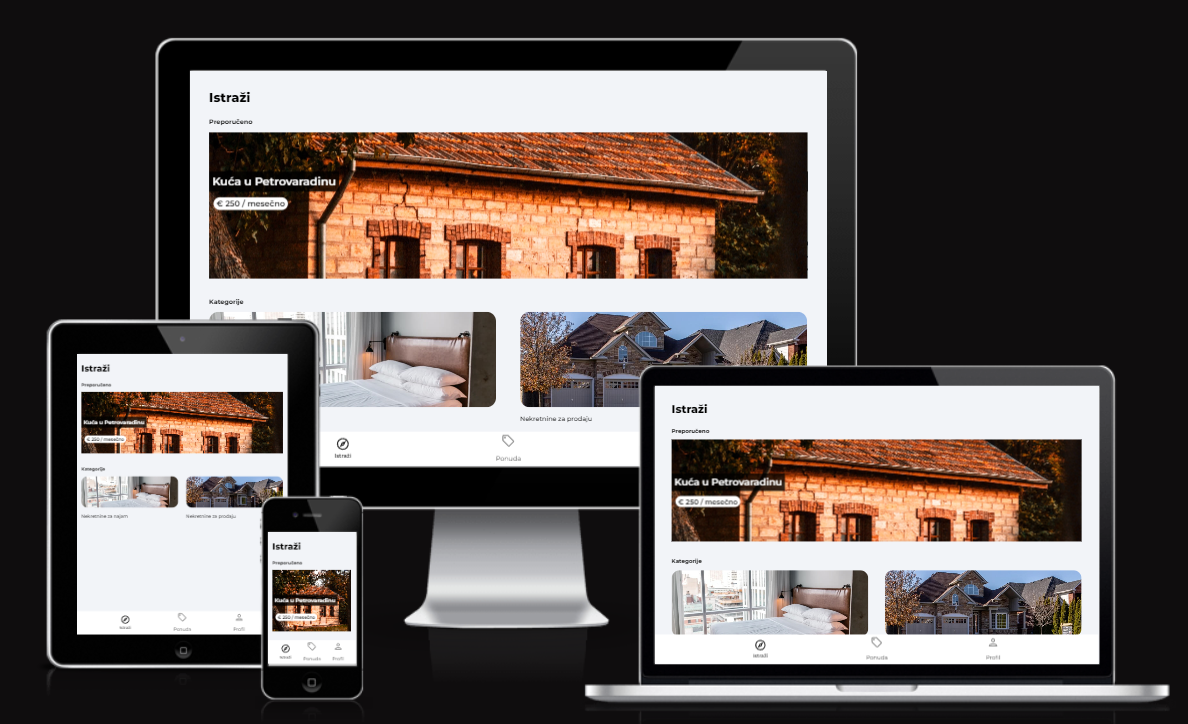 Istraži
Preporučeno
Kuća u Petrovaradinu
€ 250 / mesečno
Kategorije
Nekretnine za prodaju
Istraži
Ponuda
Istraži
Preporučeno
Kuća u Petrovaradinu
€ 250 / mesečno
Kategorije
Nekretnine za najam
Nekretnine za prodaju
Istraži
Ponuda
Profil
Istraži
Preporučeno
Kuća u Petrovaradinu
€ 250 / mesečno
Istraži
Ponuda
Profil
Istraži
Preporučeno
Kuća u Petrovaradinu
€ 250 / mesečno
Kategorije
Istraži
Ponuda
Profil